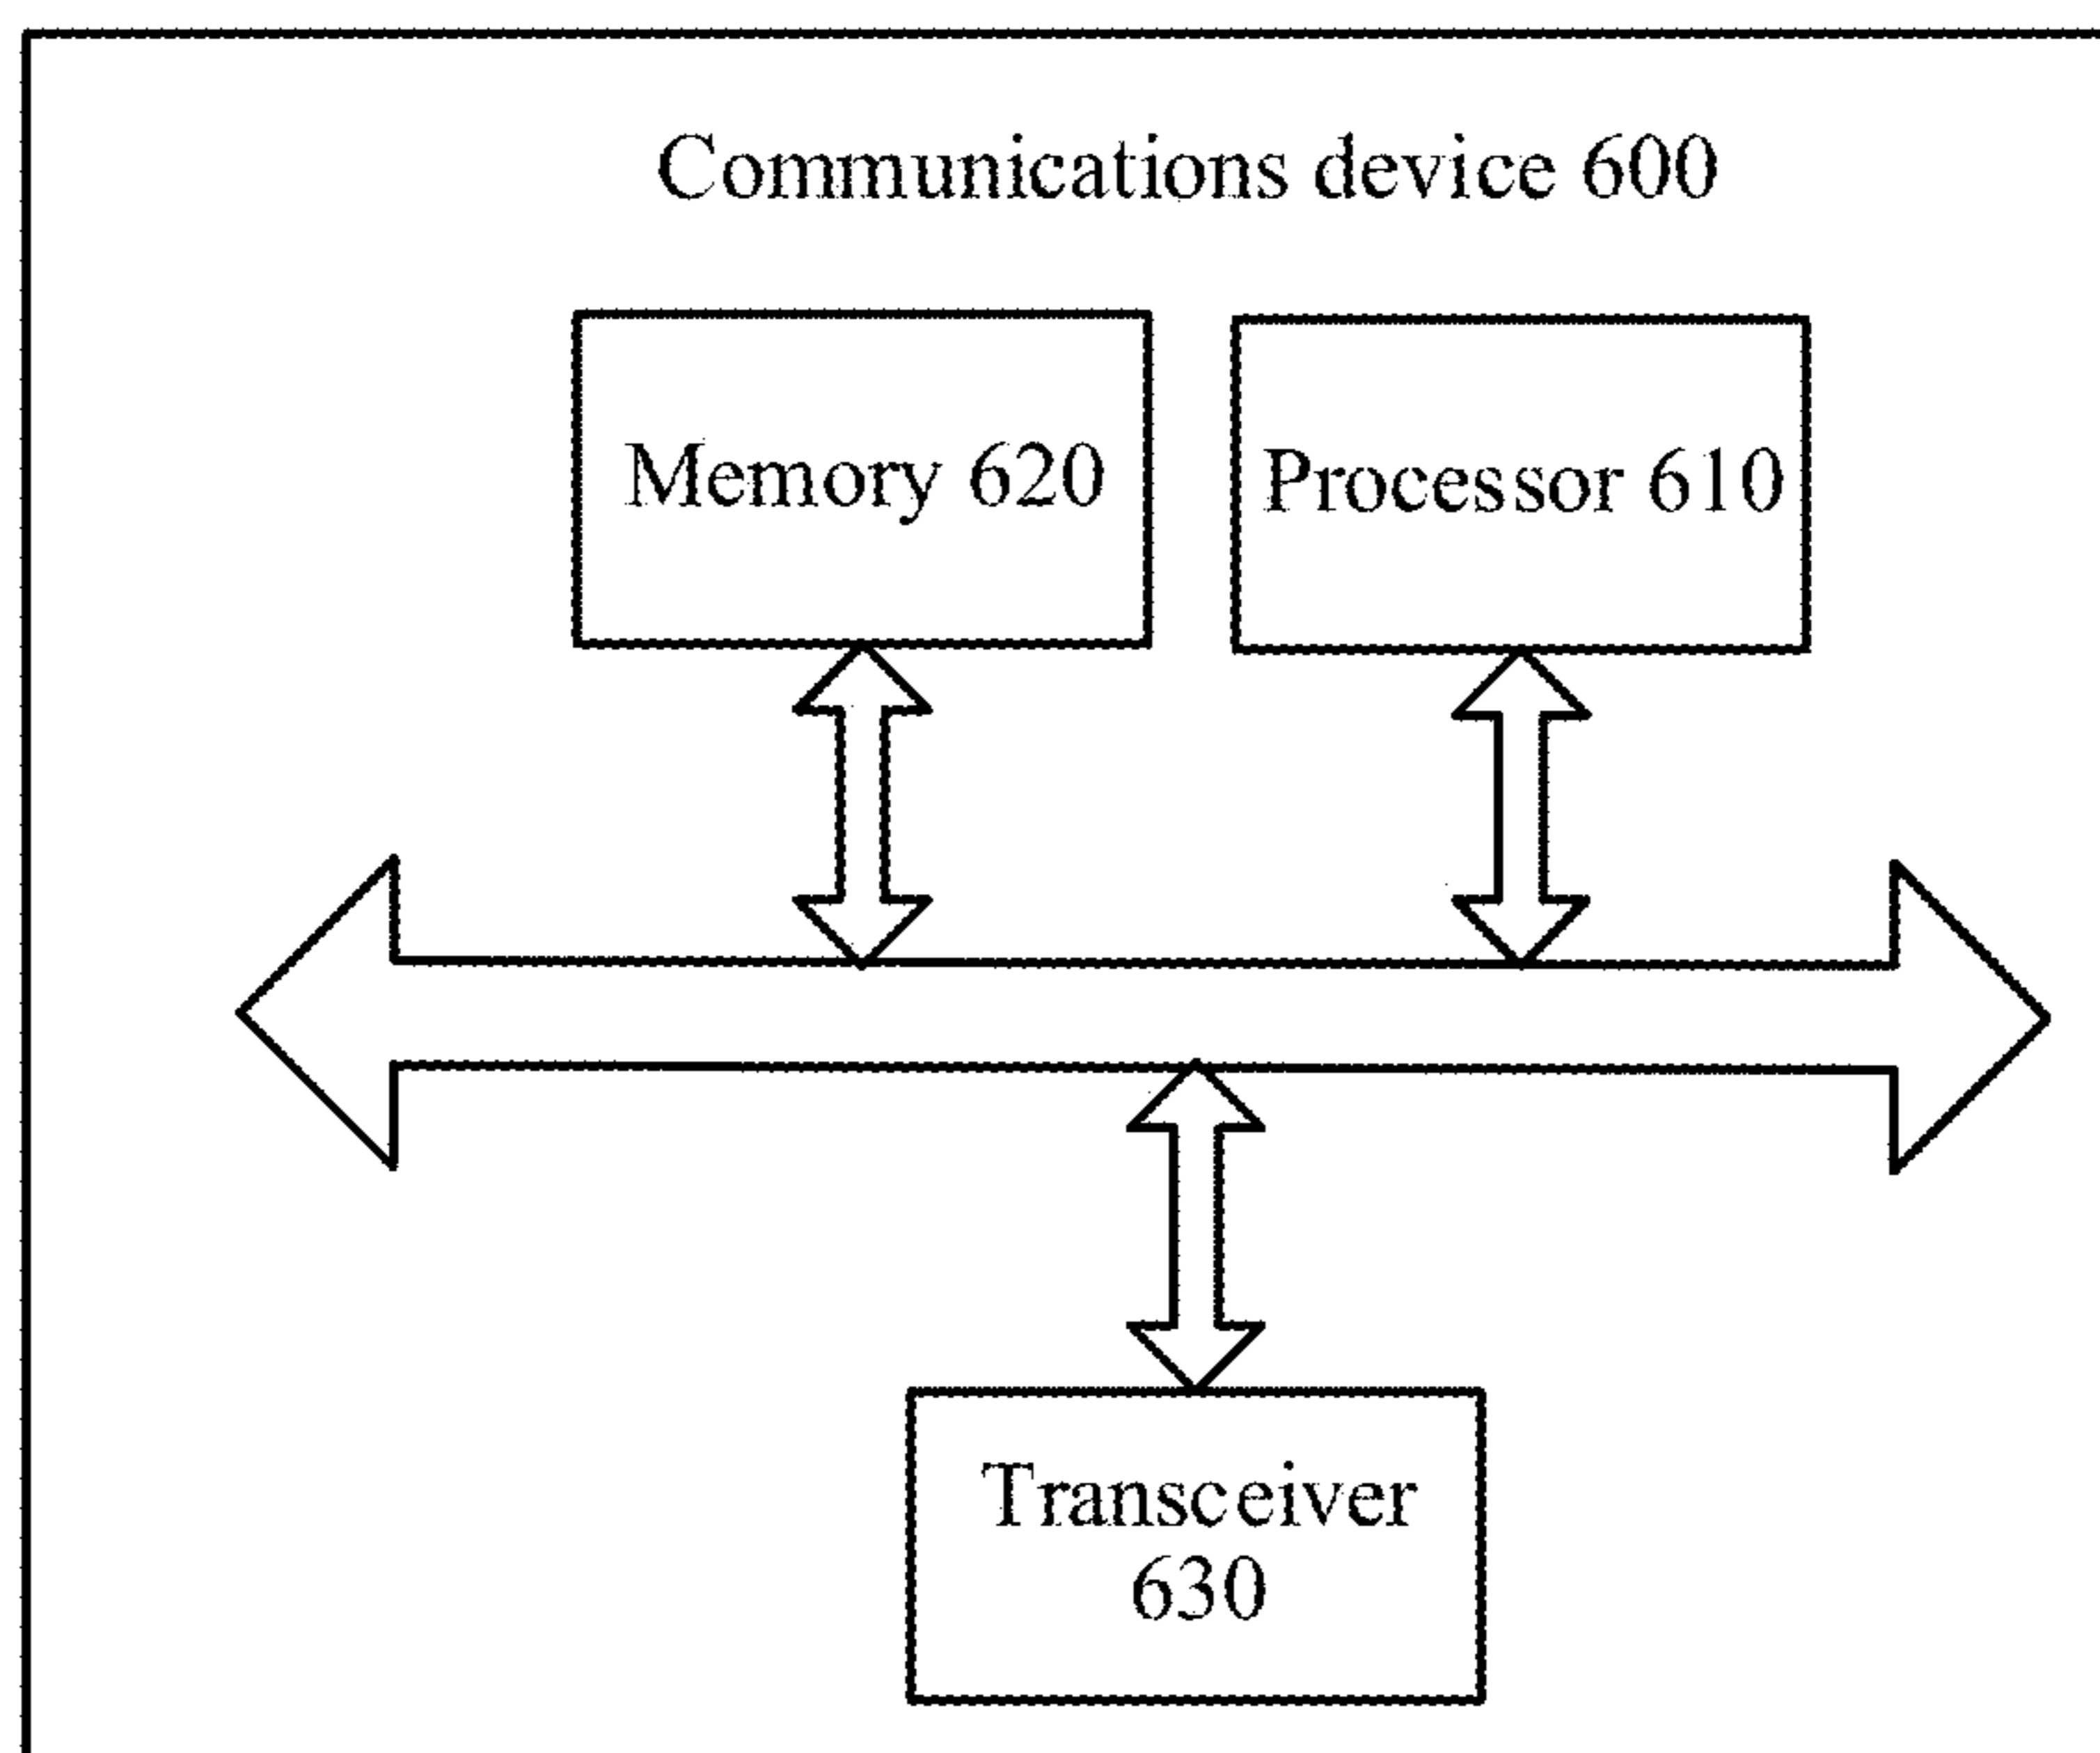 Communications device 600
Memory 620
Processor 610
Transceiver
630